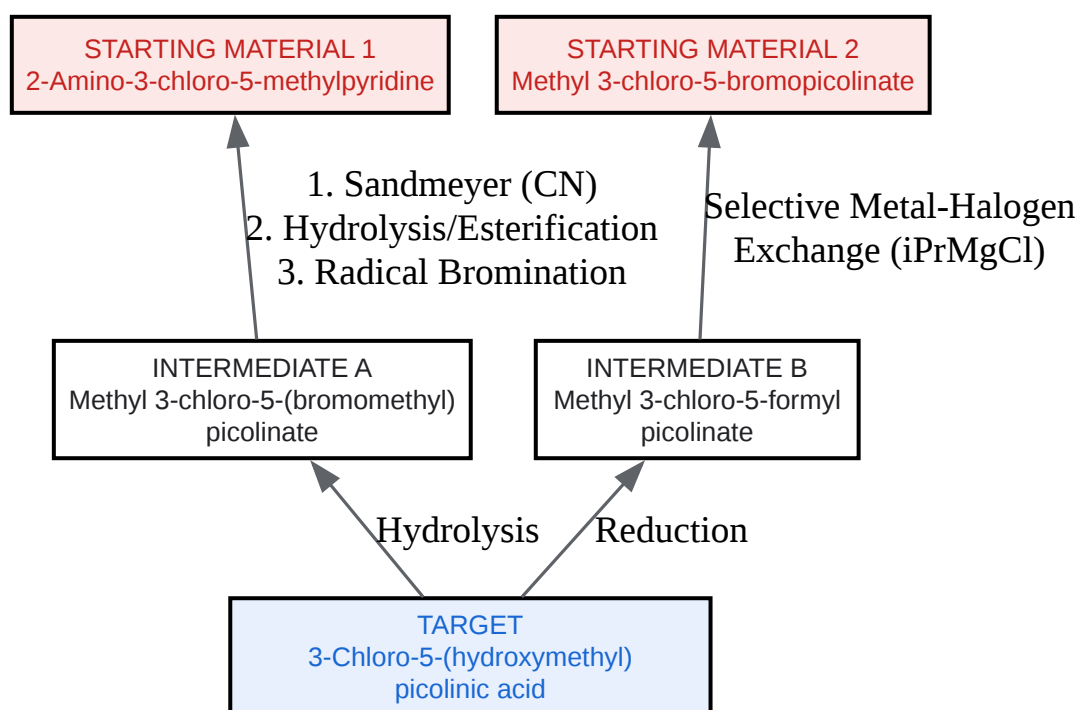 STARTING MATERIAL 1
2-Amino-3-chloro-5-methylpyridine
STARTING MATERIAL 2
Methyl 3-chloro-5-bromopicolinate
1. Sandmeyer (CN)
2. Hydrolysis/Esterification
3. Radical Bromination
Selective Metal-Halogen
Exchange (iPrMgCl)
INTERMEDIATE A
Methyl 3-chloro-5-(bromomethyl)
picolinate
INTERMEDIATE B
Methyl 3-chloro-5-formyl
picolinate
Hydrolysis
Reduction
TARGET
3-Chloro-5-(hydroxymethyl)
picolinic acid